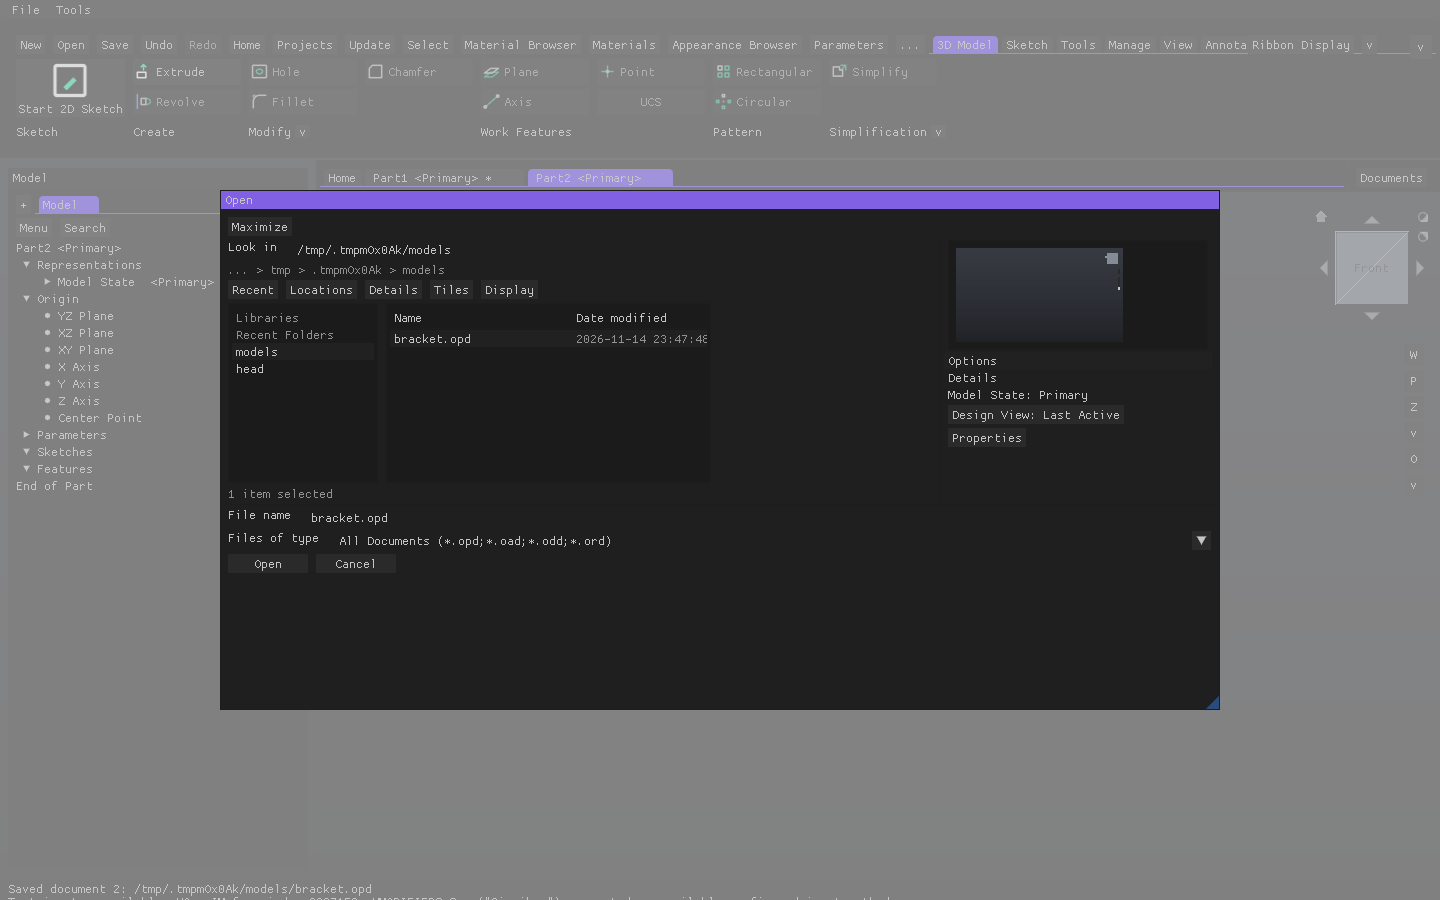 File Tools
New Open Save Undo Redo Home Projects Update Select Material Browser Materials Appearance Browser Parameters ... 3D Model Sketch Tools Manage View Annota Ribbon Display v v
Extrude Hole Chamfer Plane Point Rectangular Simplify
Revolve Fillet Axis UCS Circular
Start 2D Sketch
Sketch Create Modify v Work Features Pattern Simplification v
Model Home Part1 <Primary> * Part2 <Primary> Documents
+ Model
Menu Search
Part2 <Primary>
Representations
Model State <Primary>
Origin
YZ Plane
XZ Plane
XY Plane
X Axis
Y Axis
Z Axis
Center Point
Parameters
Sketches
Features
End of Part
Open
Maximize
Look in /tmp/.tmpmOx0Ak/models
... > tmp > .tmpmOx0Ak > models
Recent Locations Details Tiles Display
Libraries
Recent Folders
models
head
Name Date modified
bracket.opd 2026-11-14 23:47:48
Options
Details
Model State: Primary
Design View: Last Active
Properties
1 item selected
File name bracket.opd
Files of type All Documents (*.opd;*.oad;*.odd;*.ord)
Open Cancel
Front
W
P
Z
v
O
v
Saved document 2: /tmp/.tmpmOx0Ak/models/bracket.opd